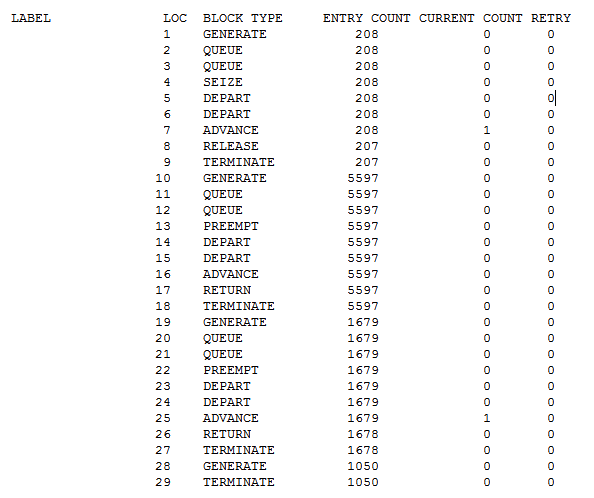 LABEL LOC BLOCK TYPE ENTRY COUNT CURRENT COUNT RETRY
1 GENERATE 208 0 0
2 QUEUE 208 0 0
3 QUEUE 208 0 0
4 SEIZE 208 0 0
5 DEPART 208 0 0
6 DEPART 208 0 0
7 ADVANCE 208 1 0
8 RELEASE 207 0 0
9 TERMINATE 207 0 0
10 GENERATE 5597 0 0
11 QUEUE 5597 0 0
12 QUEUE 5597 0 0
13 PREEMPT 5597 0 0
14 DEPART 5597 0 0
15 DEPART 5597 0 0
16 ADVANCE 5597 0 0
17 RETURN 5597 0 0
18 TERMINATE 5597 0 0
19 GENERATE 1679 0 0
20 QUEUE 1679 0 0
21 QUEUE 1679 0 0
22 PREEMPT 1679 0 0
23 DEPART 1679 0 0
24 DEPART 1679 0 0
25 ADVANCE 1679 1 0
26 RETURN 1678 0 0
27 TERMINATE 1678 0 0
28 GENERATE 1050 0 0
29 TERMINATE 1050 0 0